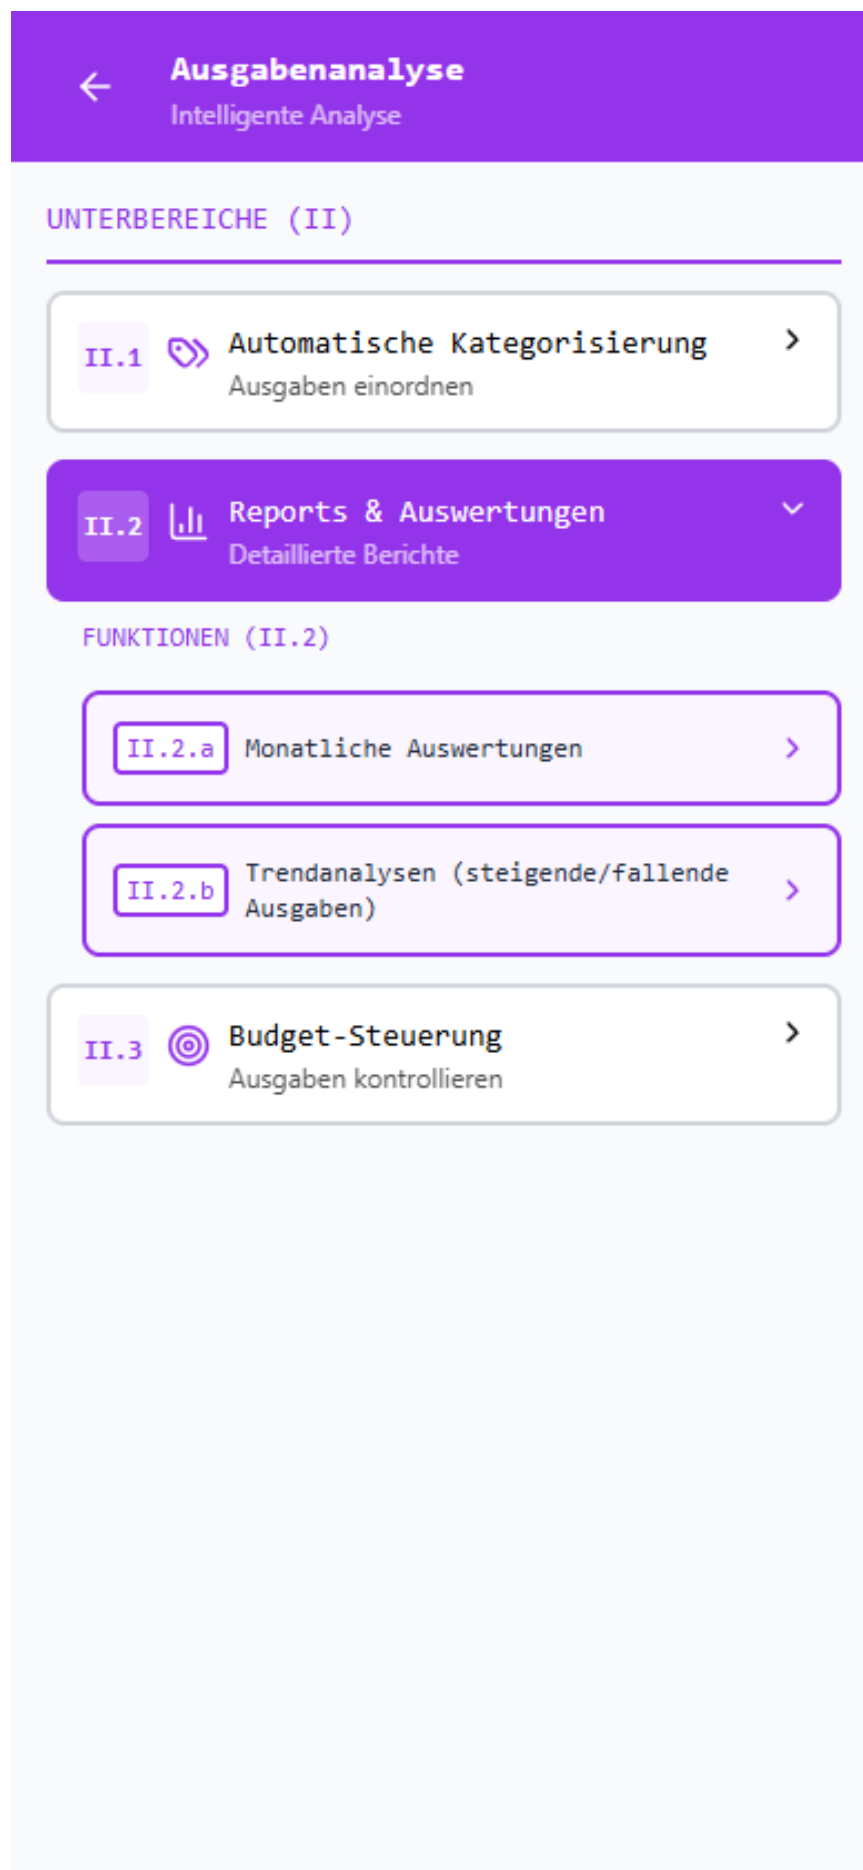 Ausgabenanalyse
Intelligente Analyse
UNTERBEREICHE (II)
II.1
Automatische Kategorisierung
Ausgaben einordnen
II.2
Reports & Auswertungen
Detaillierte Berichte
FUNKTIONEN (II.2)
II.2.a
Monatliche Auswertungen
II.2.b
Trendanalysen (steigende/fallende
Ausgaben)
II.3
Budget-Steuerung
Ausgaben kontrollieren